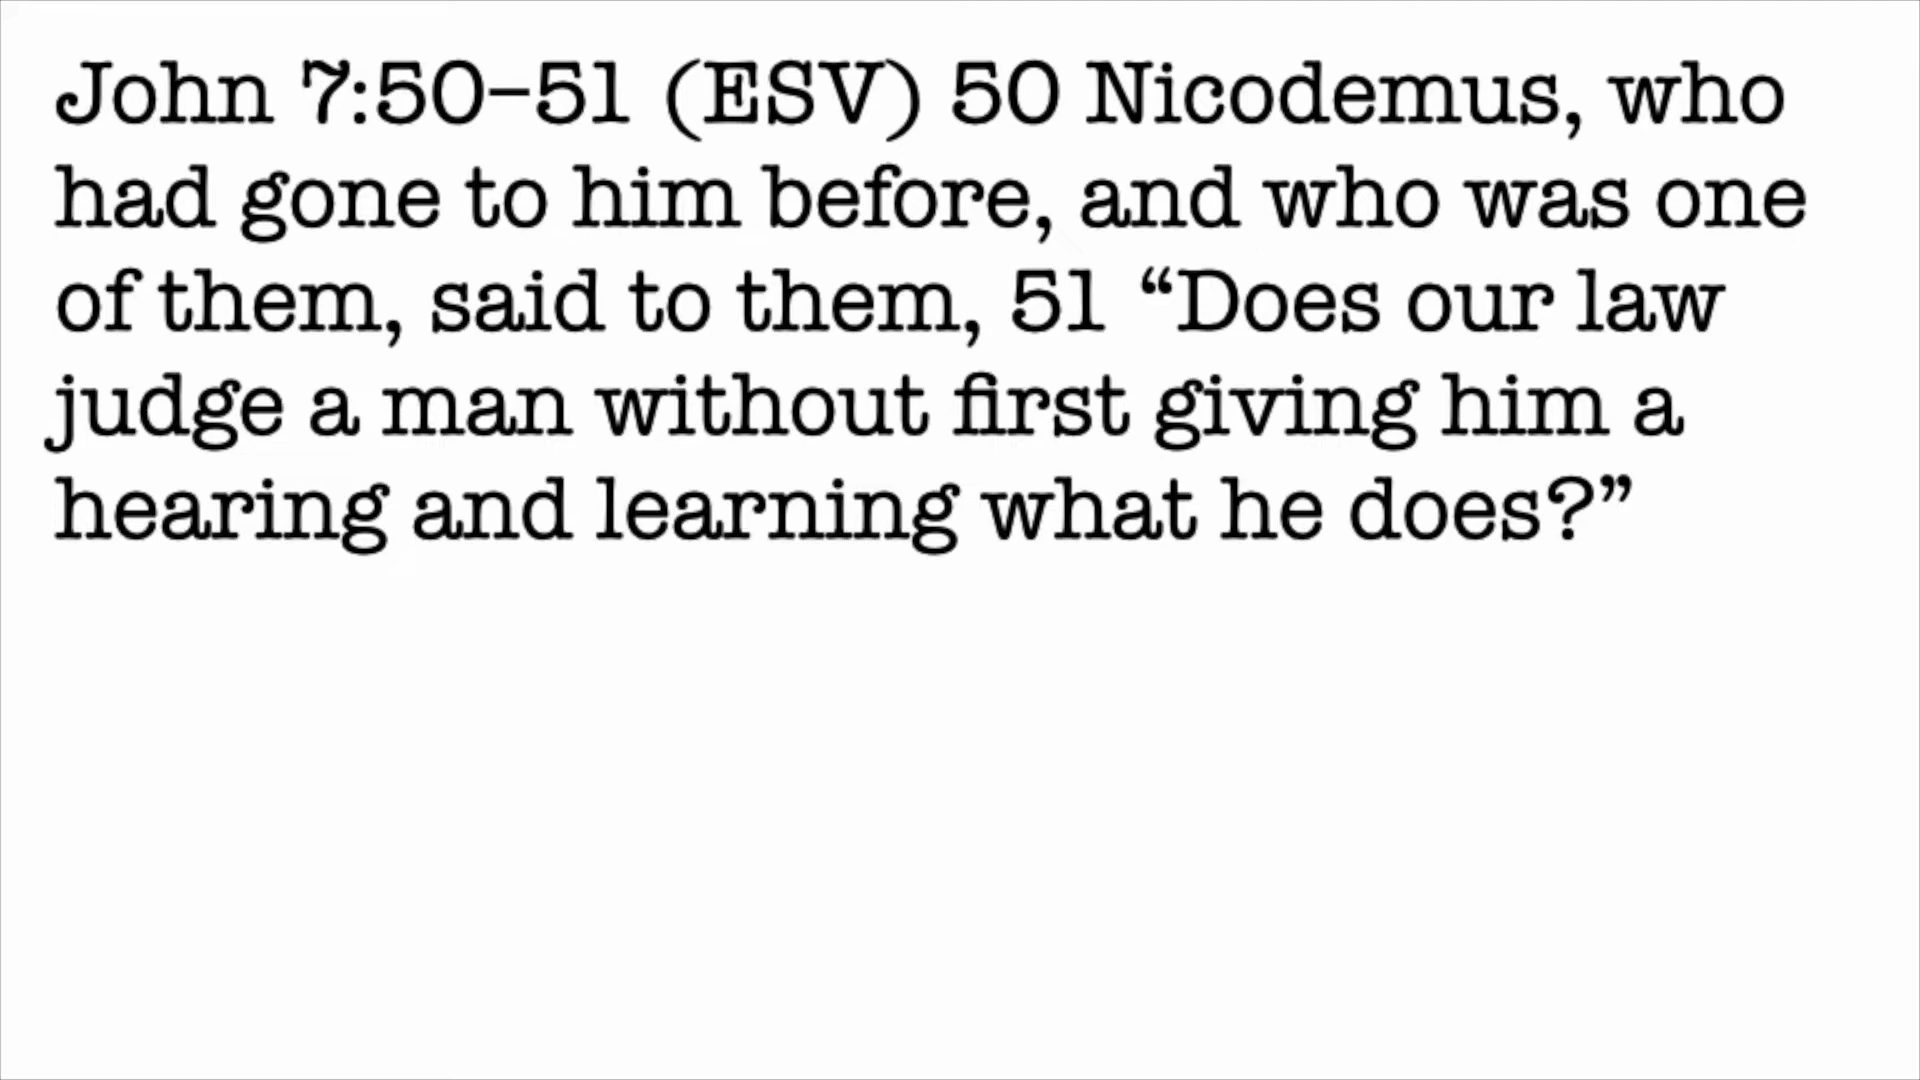 John 7:50–51 (ESV) 50 Nicodemus, who
had gone to him before, and who was one
of them, said to them, 51 “Does our law
judge a man without first giving him a
hearing and learning what he does?”